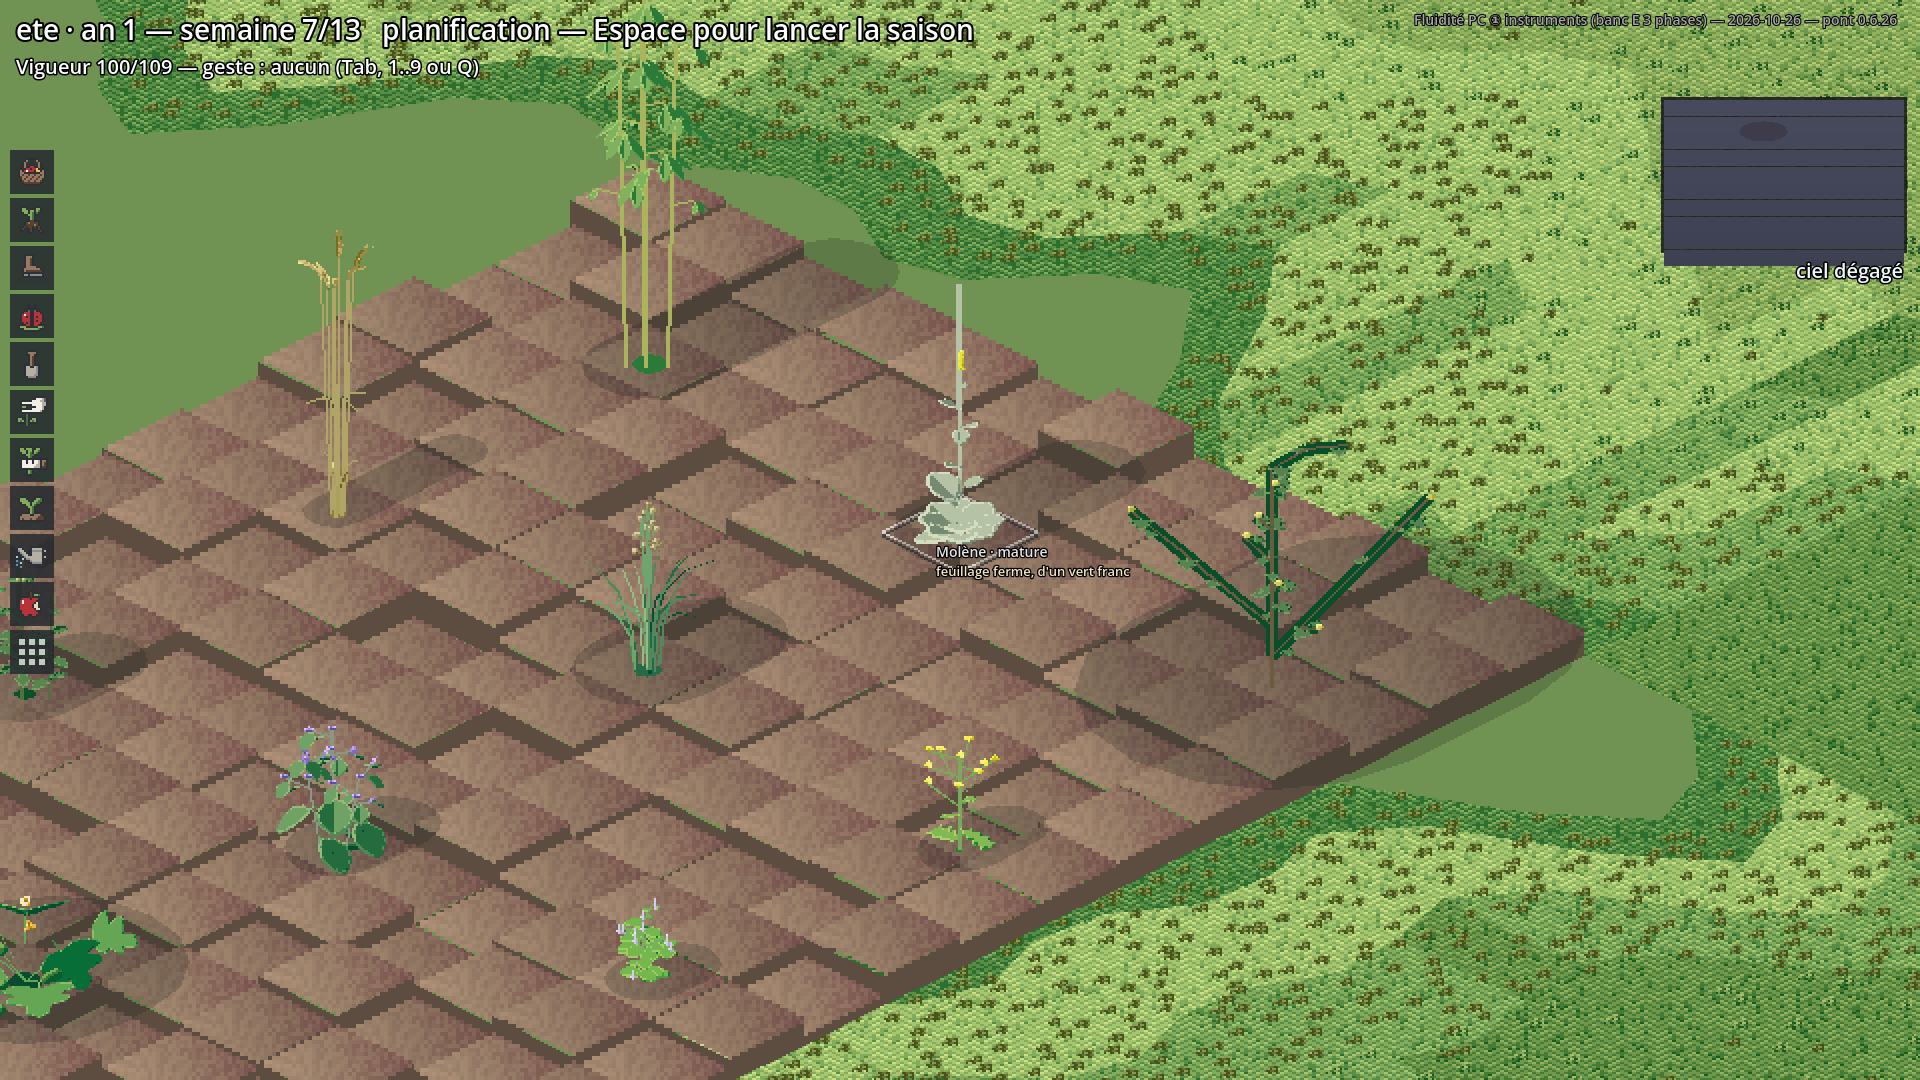 ete · an 1 — semaine 7/13 planification — Espace pour lancer la saison
Vigueur 100/109 — geste : aucun (Tab, 1..9 ou Q)
Fluidité PC ① instruments (banc E 3 phases) — 2026-10-26 — pont 0.6.26
ciel dégagé
Molène · mature
feuillage ferme, d'un vert franc